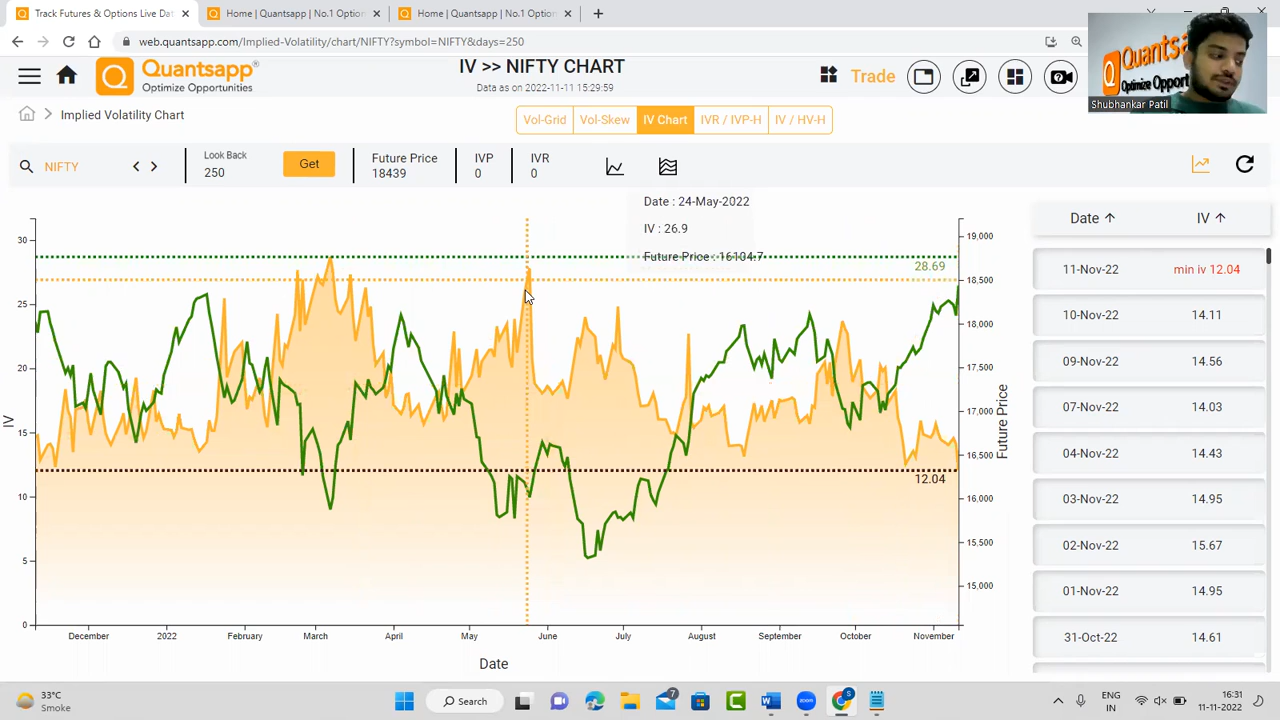 Track Futures & Options Live Dat
Home | Quantsapp | No.1 Option
Home | Quantsapp | No.1 Option
web.quantsapp.com/Implied-Volatility/chart/NIFTY?symbol=NIFTY&days=250
Quantsapp
Optimize Opportunities
IV >> NIFTY CHART
Data as on 2022-11-11 15:29:59
Trade
Shubhankar Patil
Implied Volatility Chart
Vol-Grid
Vol-Skew
IV Chart
IVR / IVP-H
IV / HV-H
NIFTY
Look Back
250
Get
Future Price
18439
IVP
0
IVR
0
Date : 24-May-2022
IV : 26.9
Future Price : 16104.7
28.69
12.04
30
25
20
15
10
5
0
IV
19,000
18,500
18,000
17,500
17,000
16,500
16,000
15,500
15,000
Future Price
December
2022
February
March
April
May
June
July
August
September
October
November
Date
Date IV
11-Nov-22 min iv 12.04
10-Nov-22 14.11
09-Nov-22 14.56
07-Nov-22 14.03
04-Nov-22 14.43
03-Nov-22 14.95
02-Nov-22 15.67
01-Nov-22 14.95
31-Oct-22 14.61
33°C
Smoke
Search
7
ENG
IN
16:31
11-11-2022